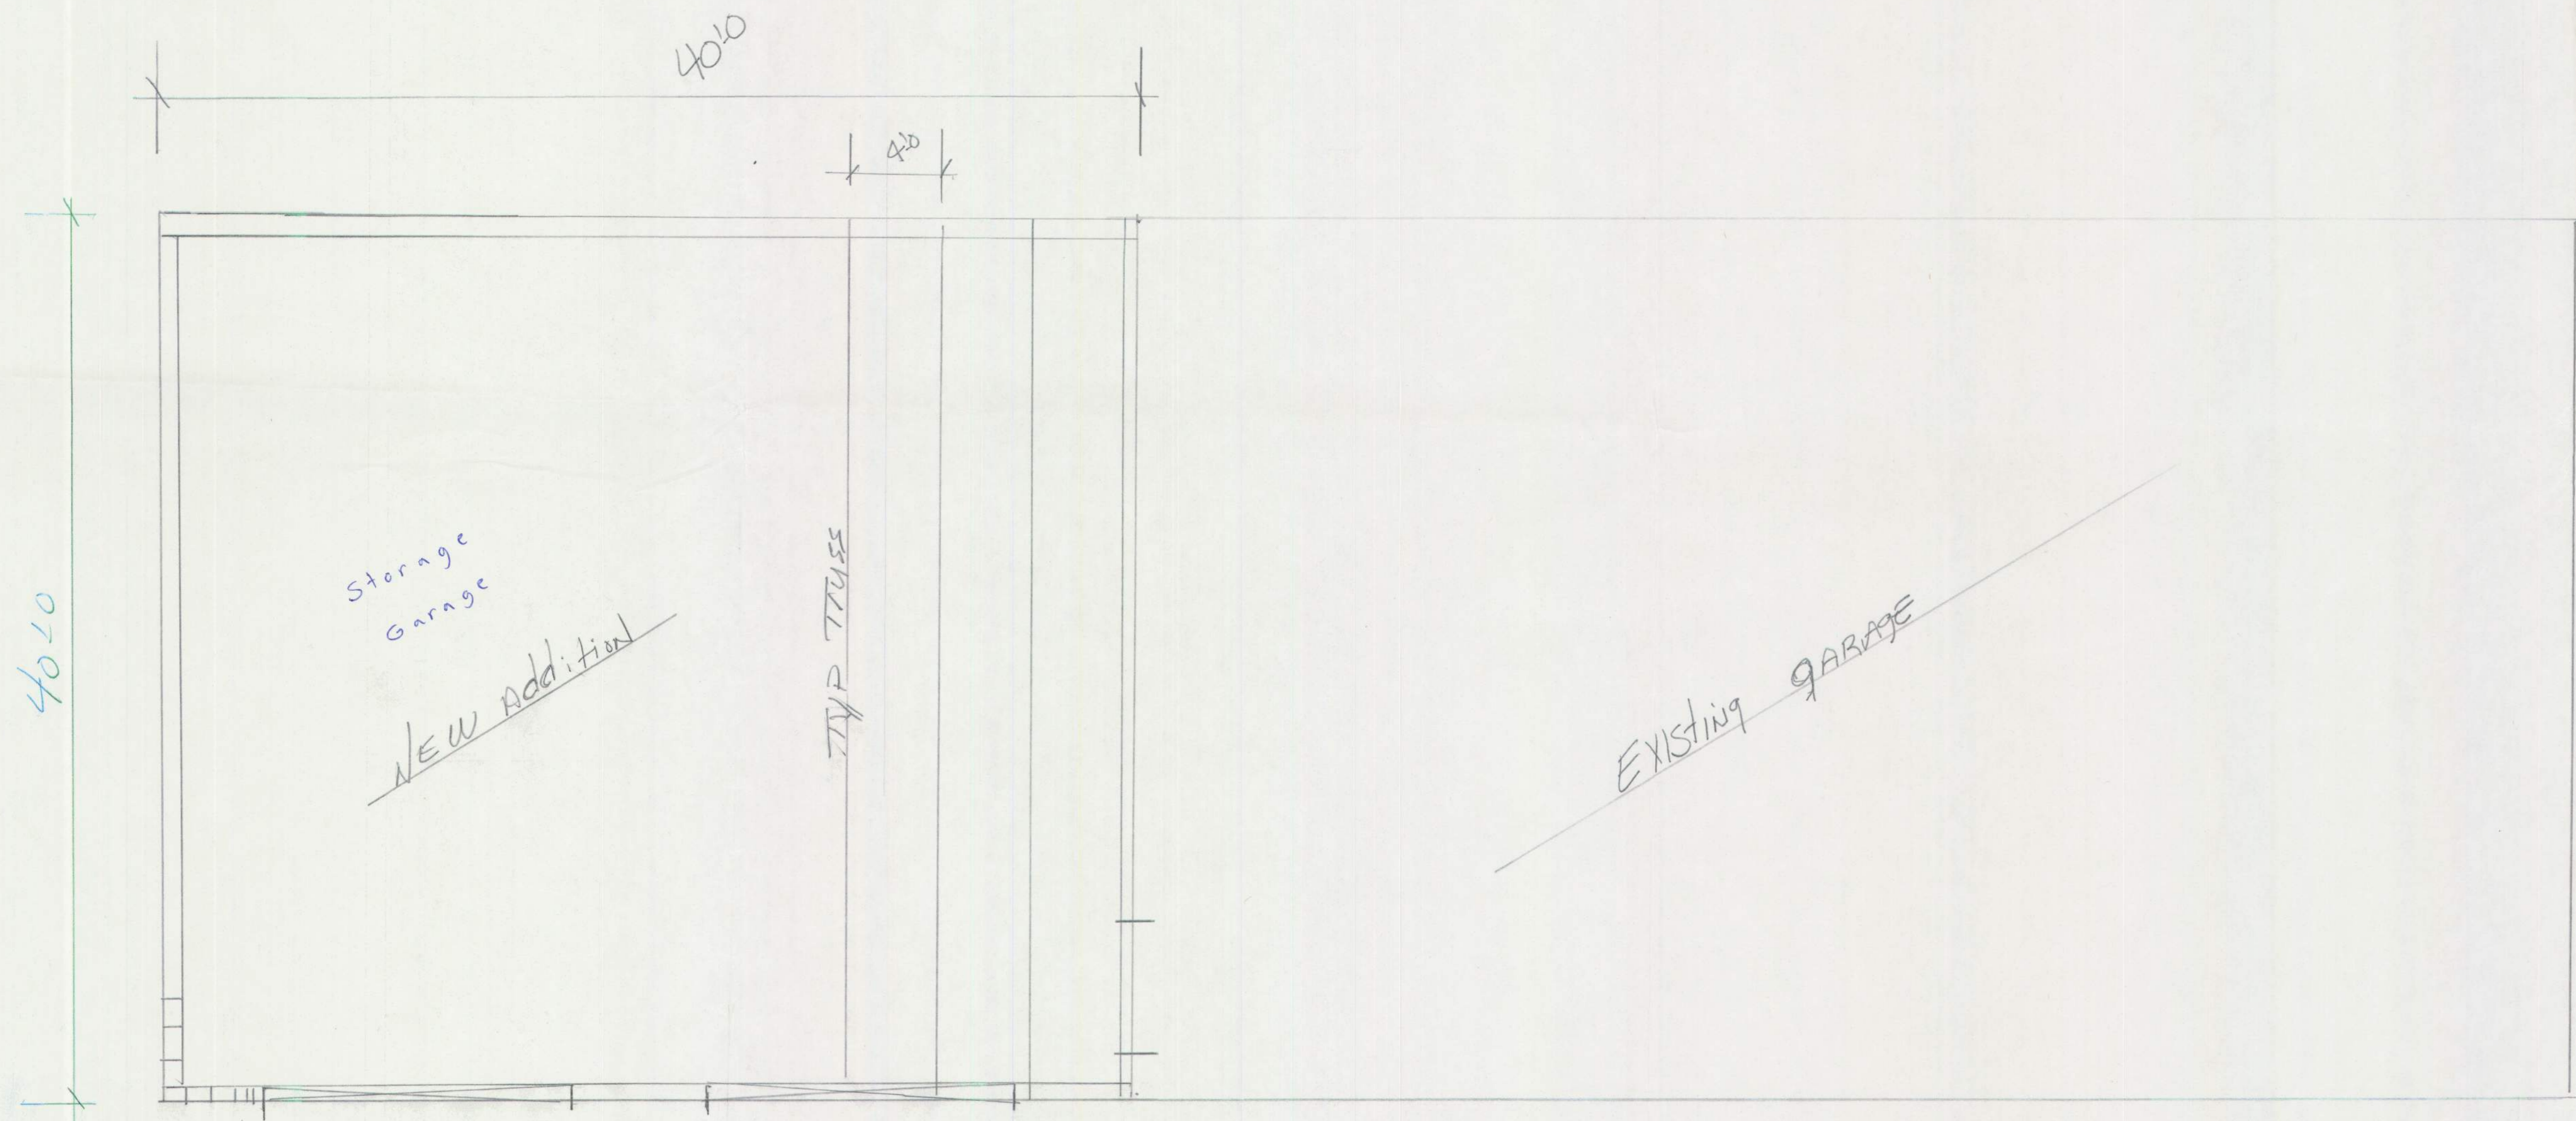 40'-0
4'-0
40'-0
Storage
Garage
NEW Addition
TYP TRUSS
EXISTING GARAGE